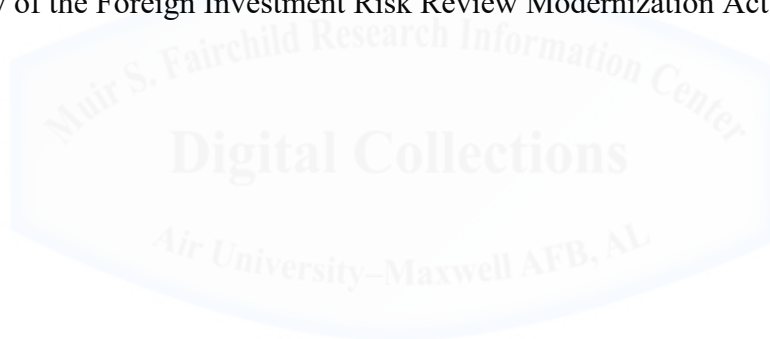 of the Foreign Investment Risk Review Modernization Act
Muir S. Fairchild Research Information Center
Digital Collections
Air University–Maxwell AFB, AL